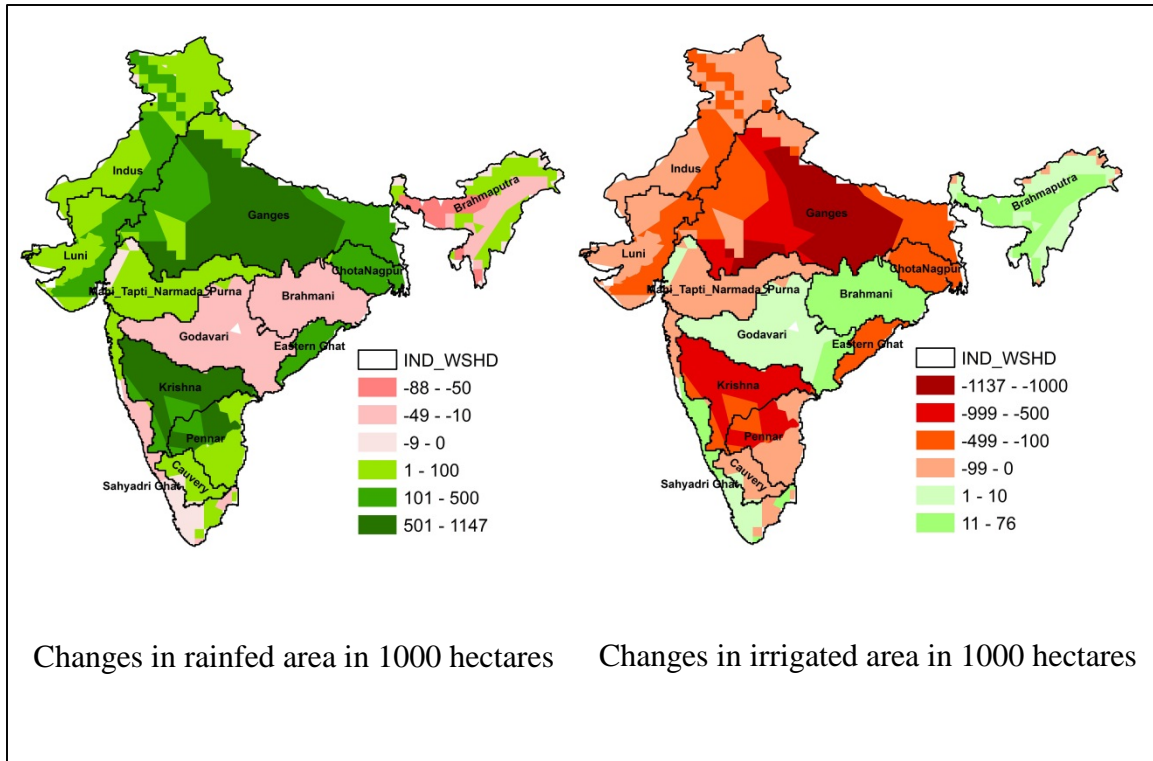 Indus
Ganges
Brahmaputra
Luni
ChotaNagpur
Mahi_Tapti_Narmada_Purna
Brahmani
Godavari
Eastern Ghat
Krishna
Pennar
Cauvery
Sahyadri Ghat
IND_WSHD
-88 - -50
-49 - -10
-9 - 0
1 - 100
101 - 500
501 - 1147
Indus
Ganges
Brahmaputra
Luni
ChotaNagpur
Mahi_Tapti_Narmada_Purna
Brahmani
Godavari
Eastern Ghat
Krishna
Pennar
Cauvery
Sahyadri Ghat
IND_WSHD
-1137 - -1000
-999 - -500
-499 - -100
-99 - 0
1 - 10
11 - 76
Changes in rainfed area in 1000 hectares
Changes in irrigated area in 1000 hectares